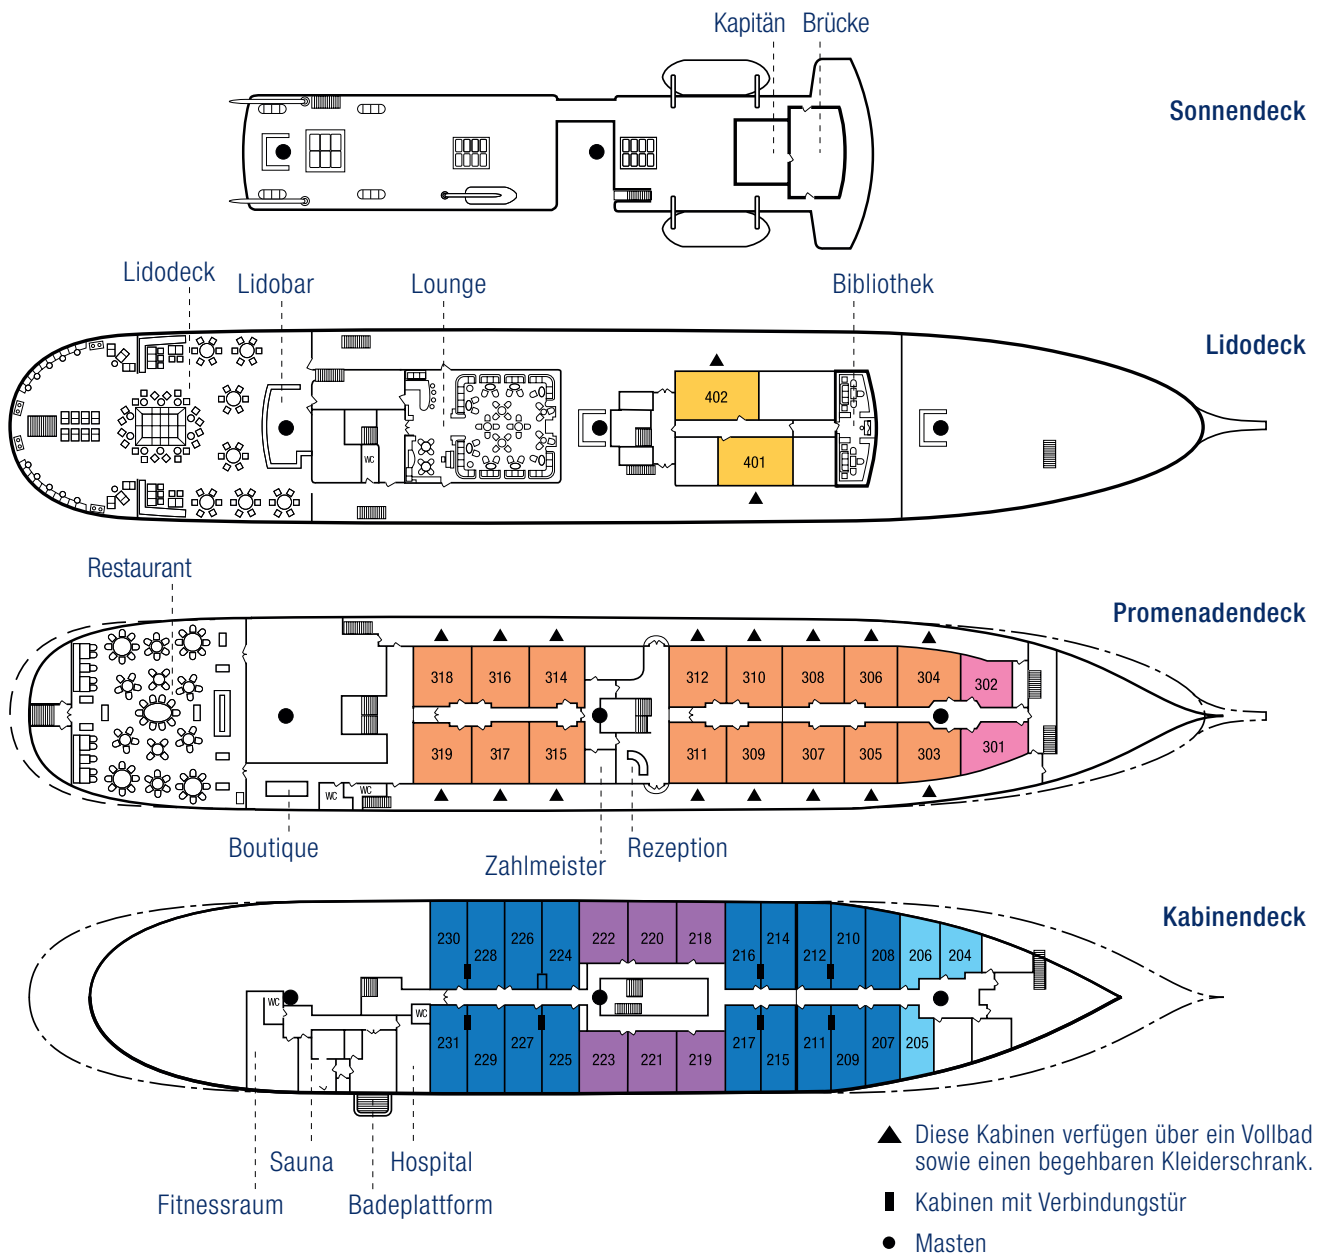 Kapitän Brücke
Sonnendeck
Lidodeck Lidobar Lounge Bibliothek
Lidodeck
402
WC
401
Restaurant
Promenadendeck
318 316 314 312 310 308 306 304 302
319 317 315 311 309 307 305 303 301
WC WC
Boutique Zahlmeister Rezeption
Kabinendeck
230 228 226 224 222 220 218 216 214 212 210 208 206 204
WC WC
231 229 227 225 223 221 219 217 215 211 209 207 205
Sauna Hospital
Fitnessraum Badeplattform
Diese Kabinen verfügen über ein Vollbad
sowie einen begehbaren Kleiderschrank.
Kabinen mit Verbindungstür
Masten